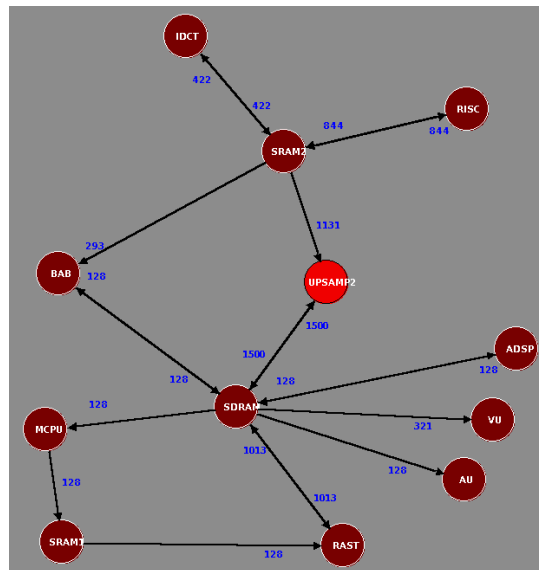 IDCT
422
422
RISC
844
844
SRAM2
1131
293
BAB
128
UPSAMP2
1500
1500
ADSP
128
128
128
SDRAM
128
MCPU
321
VU
1013
128
AU
128
1013
SRAM1
128
RAST